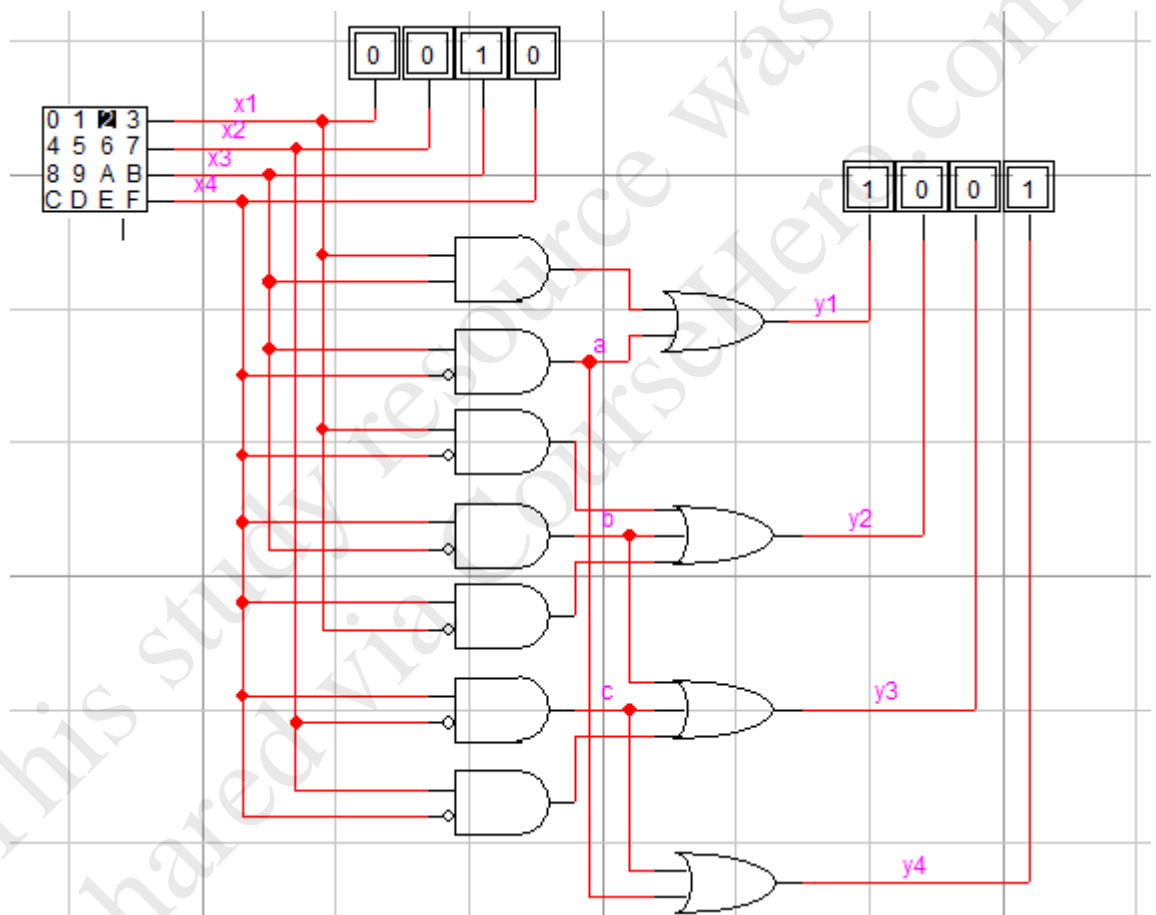 0 0 1 0
x1
0 1 2 3
x2
4 5 6 7
x3
8 9 A B
x4
C D E F
1 0 0 1
y1
a
b
y2
c
y3
y4
This study resource was
shared via CourseHero.com